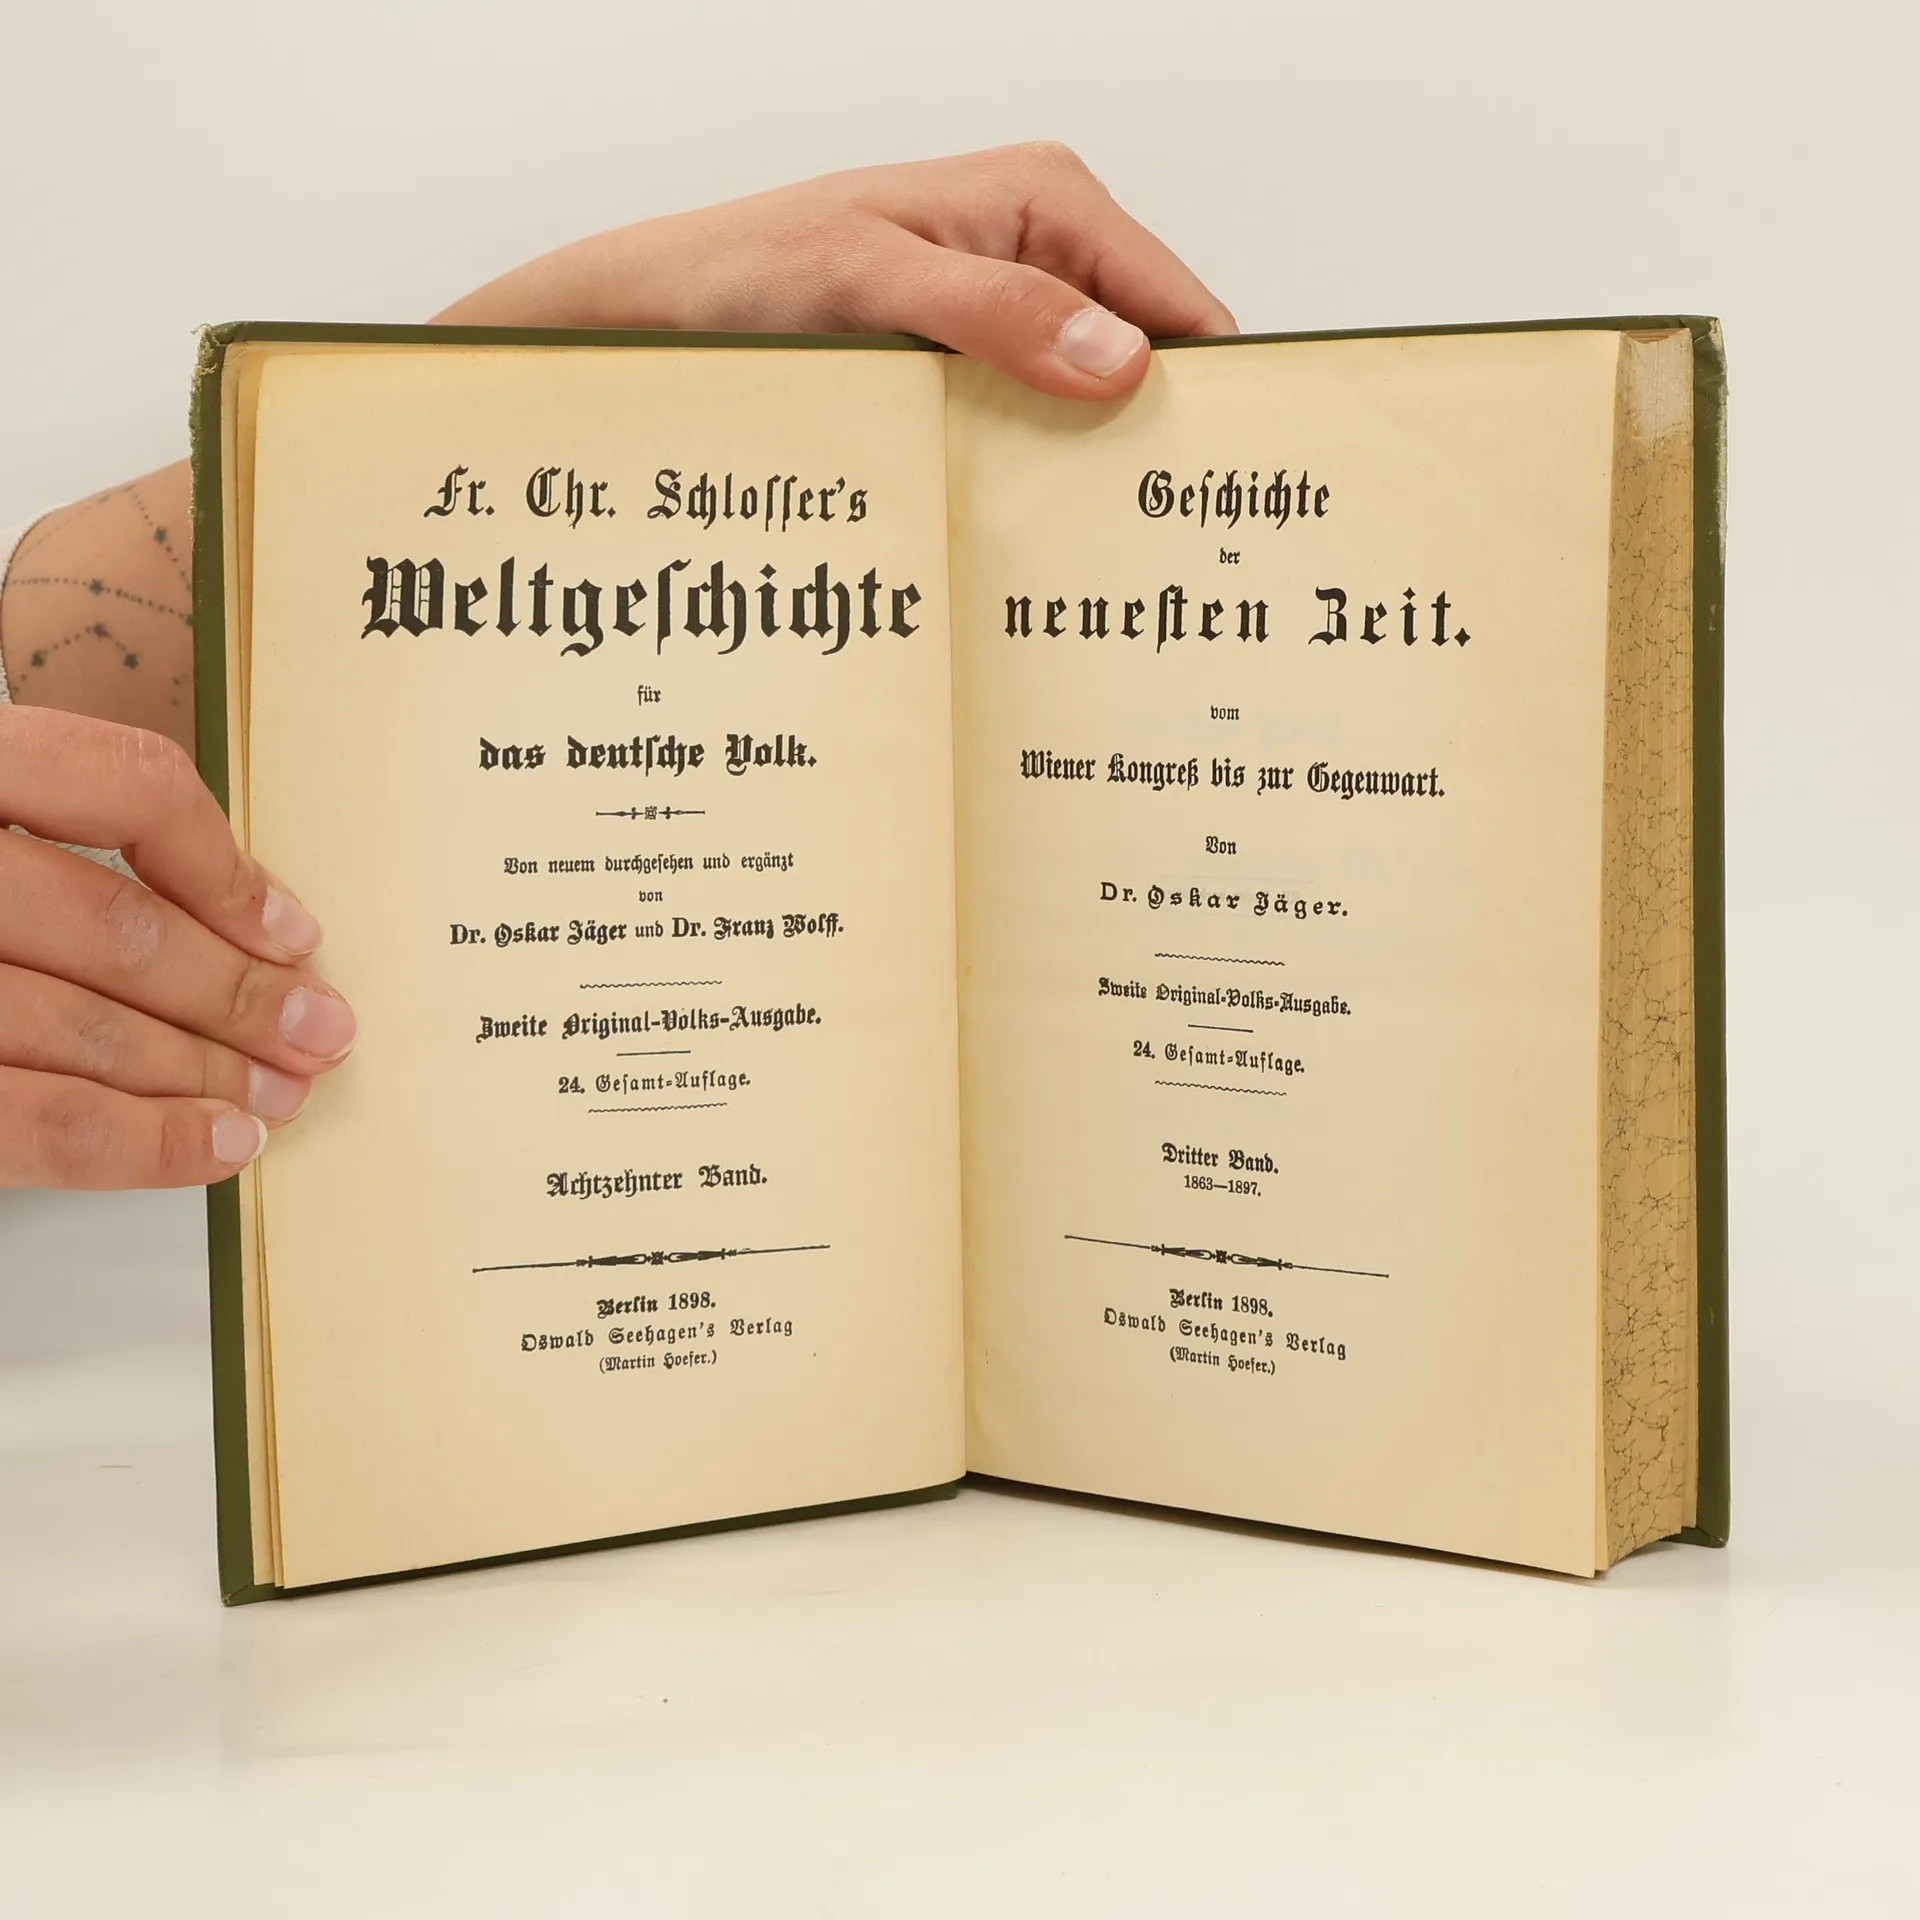 Fr. Chr. Schloſſer's
Weltgeſchichte
für
das deutſche Volk.
Von neuem durchgeſehen und ergänzt
von
Dr. Oskar Jäger und Dr. Franz Wolff.
Zweite Original-Volks-Ausgabe.
24. Geſamt-Auflage.
Achtzehnter Band.
Berlin 1898.
Oswald Seehagen's Verlag
(Martin Hoefer.)
Geſchichte
der
neueſten Zeit.
vom
Wiener Kongreß bis zur Gegenwart.
Von
Dr. Oskar Jäger.
Zweite Original-Volks-Ausgabe.
24. Geſamt-Auflage.
Dritter Band.
1863—1897.
Berlin 1898.
Oswald Seehagen's Verlag
(Martin Hoefer.)